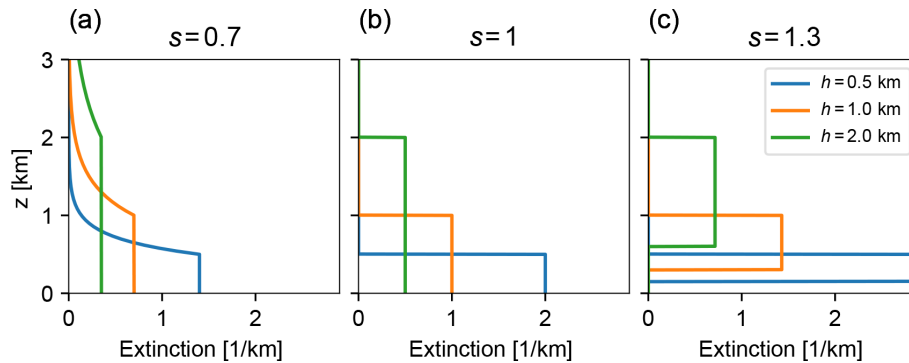 (a) (b) (c)
s=0.7 s=1 s=1.3
3
2
1
0
z [km]
h=0.5 km
h=1.0 km
h=2.0 km
0 1 2 0 1 2 0 1 2
Extinction [1/km] Extinction [1/km] Extinction [1/km]